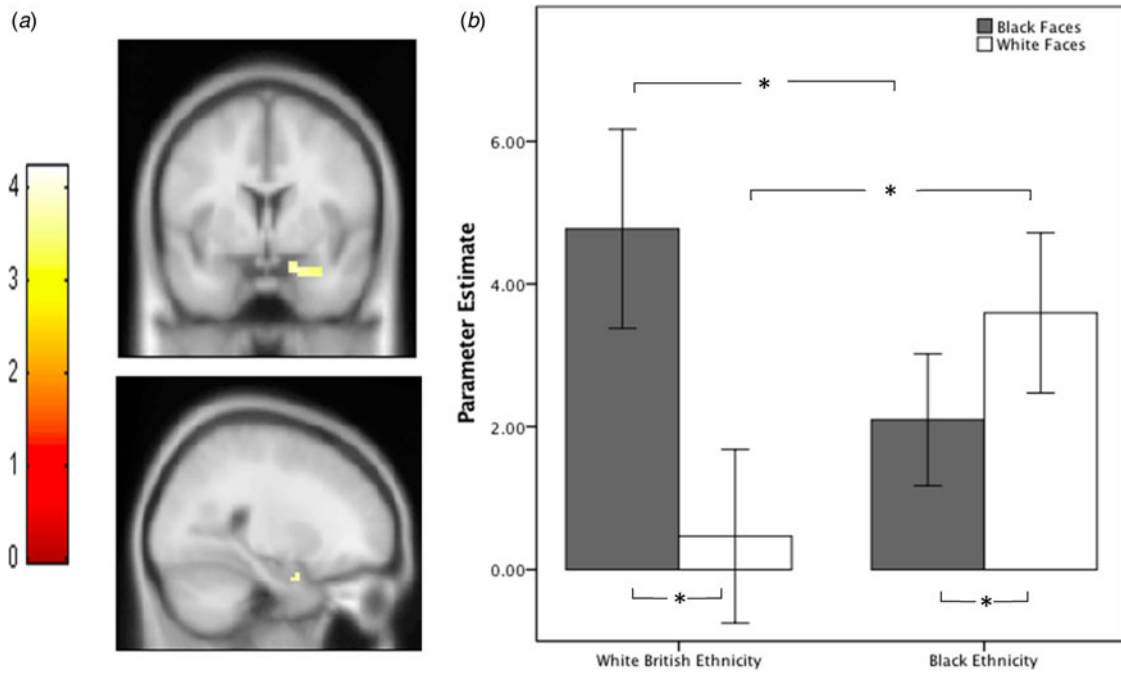 (a)
4
3
2
1
0
(b)
Black Faces
White Faces
*
*
6.00
4.00
2.00
0.00
Parameter Estimate
*
*
White British Ethnicity
Black Ethnicity